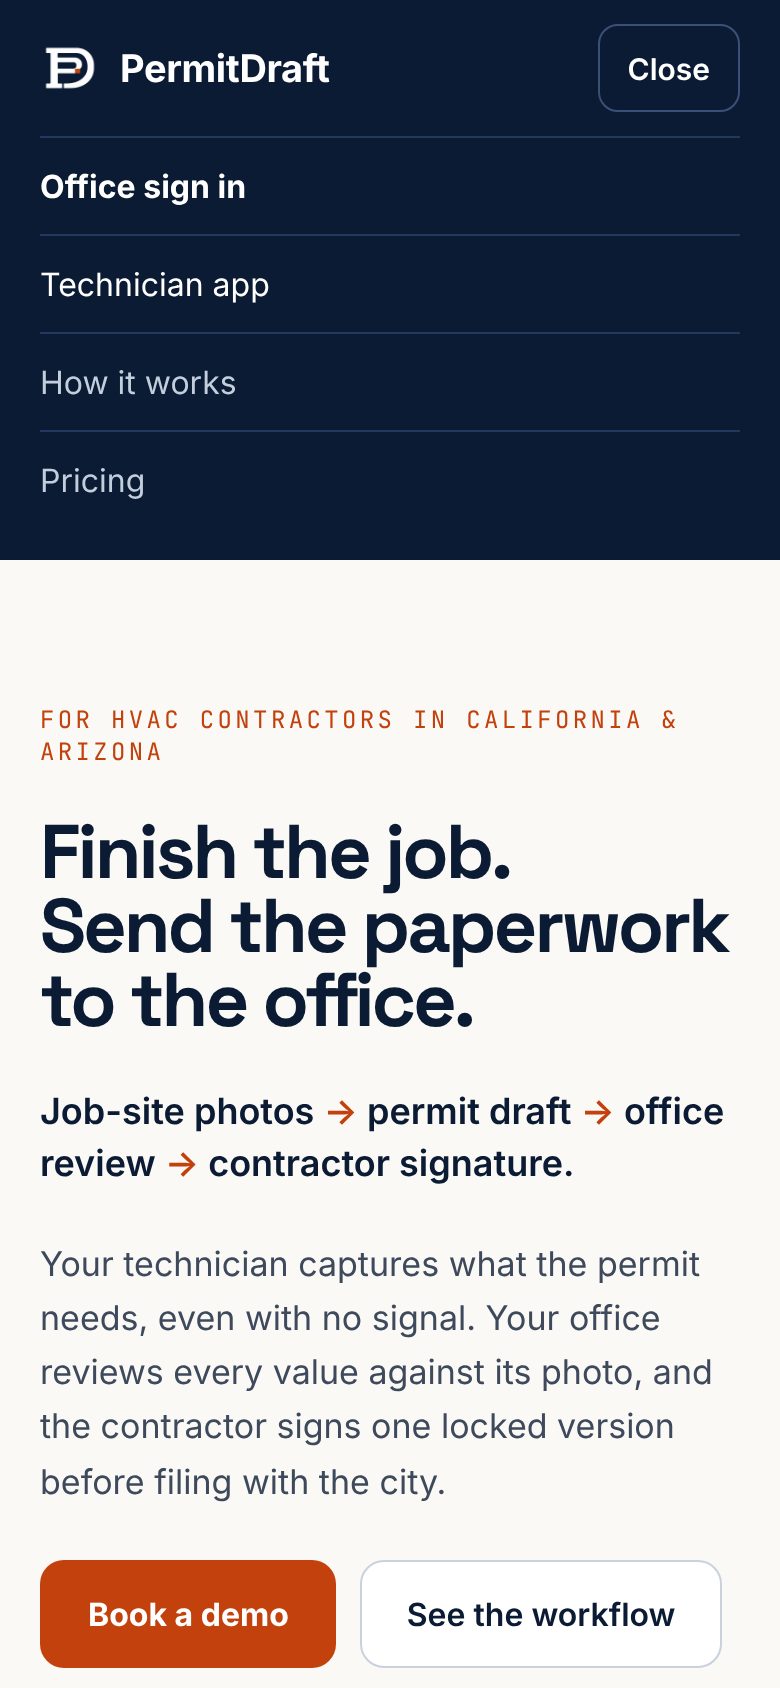 PermitDraft
Close
Office sign in
Technician app
How it works
Pricing
FOR HVAC CONTRACTORS IN CALIFORNIA &
ARIZONA
Finish the job.
Send the paperwork
to the office.
Job-site photos → permit draft → office
review → contractor signature.
Your technician captures what the permit
needs, even with no signal. Your office
reviews every value against its photo, and
the contractor signs one locked version
before filing with the city.
Book a demo
See the workflow